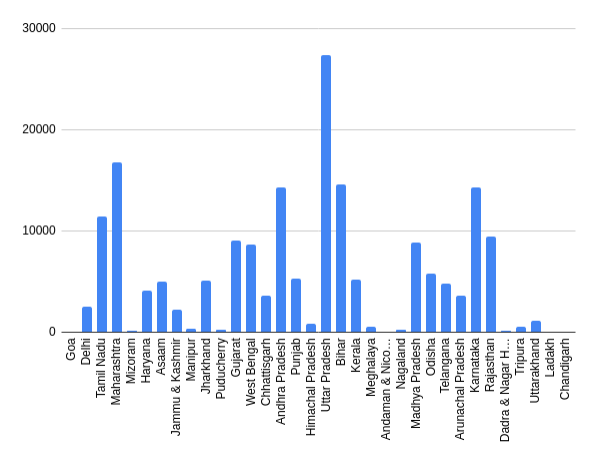 30000
20000
10000
0
Goa
Delhi
Tamil Nadu
Maharashtra
Mizoram
Haryana
Asaam
Jammu & Kashmir
Manipur
Jharkhand
Puducherry
Gujarat
West Bengal
Chhattisgarh
Andhra Pradesh
Punjab
Himachal Pradesh
Uttar Pradesh
Bihar
Kerala
Meghalaya
Andaman & Nico…
Nagaland
Madhya Pradesh
Odisha
Telangana
Arunachal Pradesh
Karnataka
Rajasthan
Dadra & Nagar H…
Tripura
Uttarakhand
Ladakh
Chandigarh